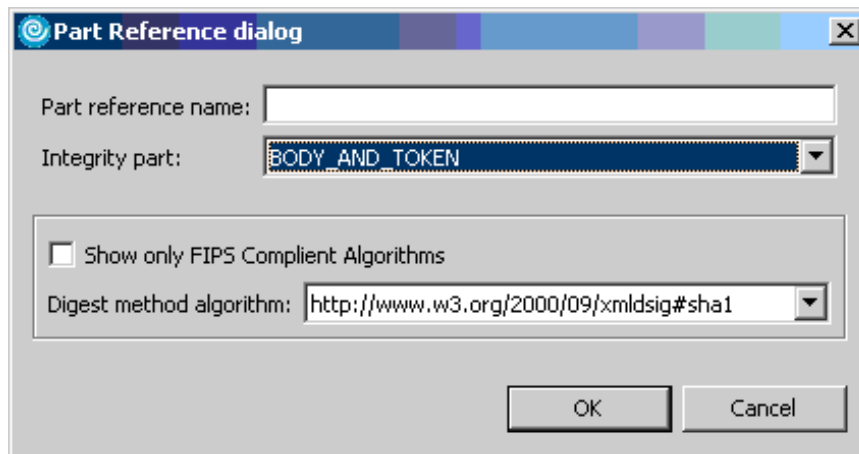 Part Reference dialog
Part reference name:
Integrity part: BODY_AND_TOKEN
Show only FIPS Complient Algorithms
Digest method algorithm: http://www.w3.org/2000/09/xmldsig#sha1
OK Cancel